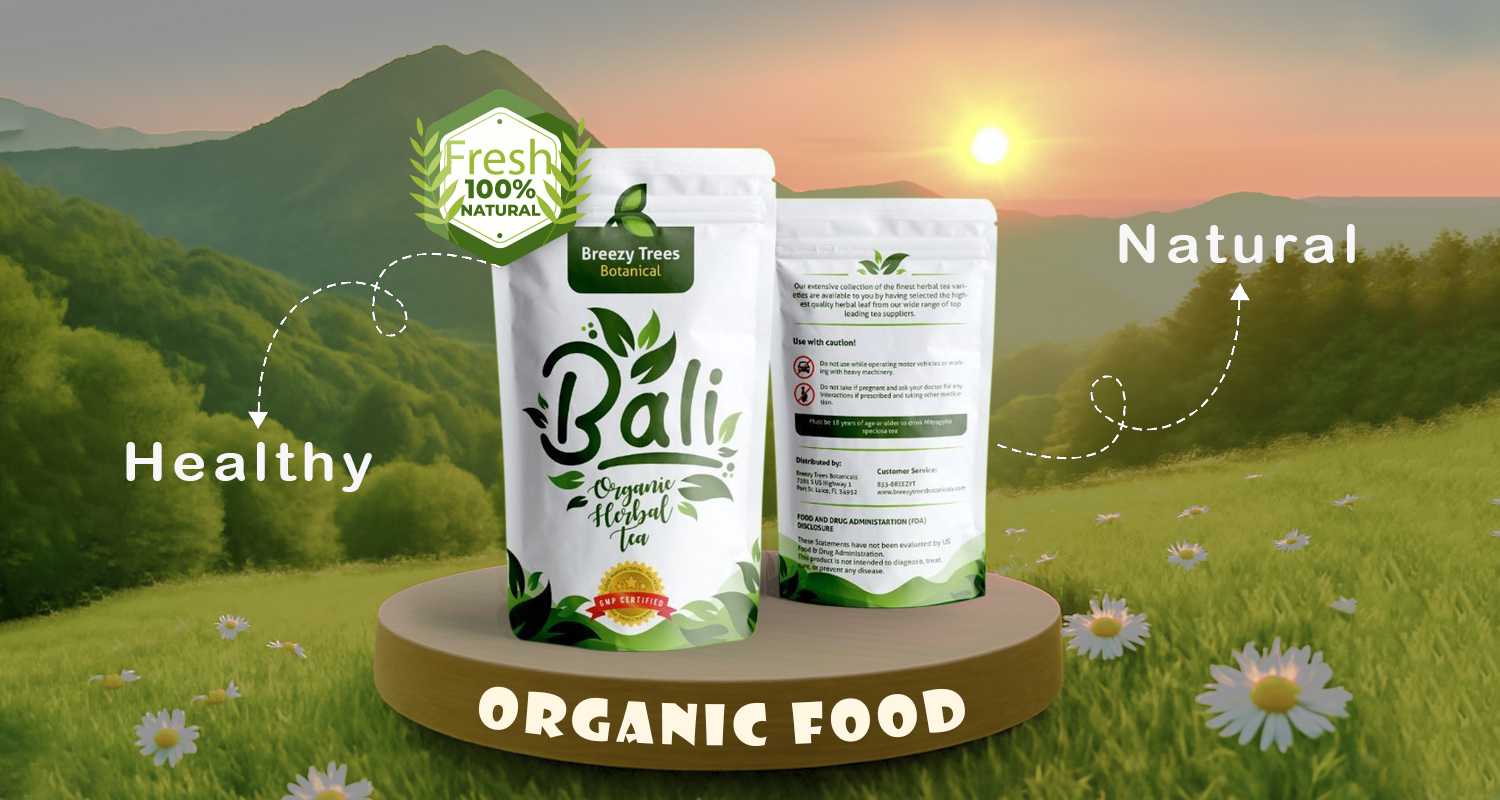 Fresh
100%
NATURAL
Breezy Trees
Botanical
Bali
Organic
Herbal
Tea
GMP CERTIFIED
Our extensive collection of the finest herbal tea vari-
eties are available to you by having selected the high-
est quality herbal leaf from our wide range of top
leading tea suppliers.
Use with caution!
Do not use while operating motor vehicles or work-
ing with heavy machinery.
Do not take if pregnant and ask your doctor for any
interactions if prescribed and taking other medica-
tion.
Must be 18 years of age or older to drink Mitragyna
speciosa tea
Distributed by:
Breezy Trees Botanicals
7201 S US Highway 1
Port St. Lucie, FL 34952
Customer Service:
833-BREEZYT
www.breezytreesbotanicals.com
FOOD AND DRUG ADMINISTARTION (FDA)
DISCLOSURE
These Statements have not been evaluated by US
Food & Drug Administration.
This product is not intended to diagnose, treat,
cure, or prevent any disease.
Natural
Healthy
ORGANIC FOOD